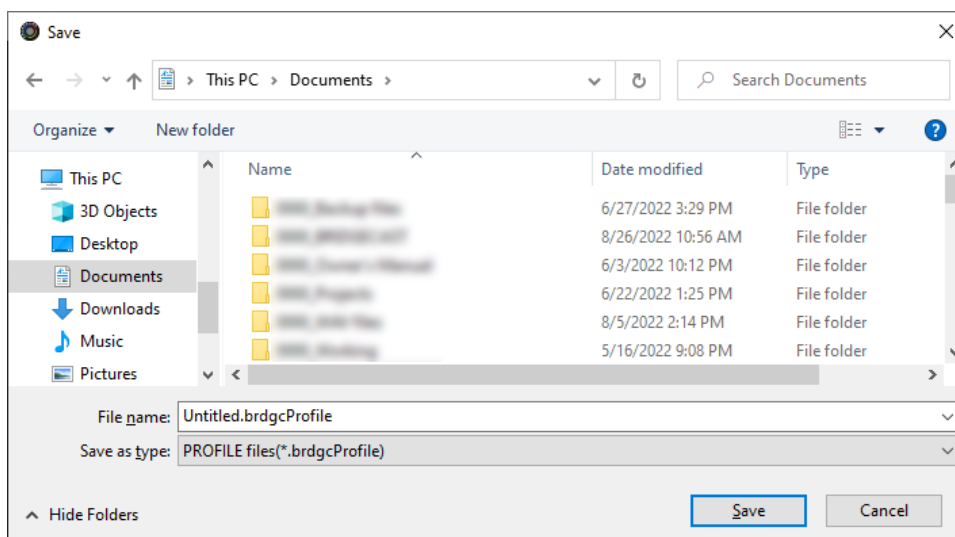 Save
This PC > Documents >
Search Documents
Organize
New folder
Name
Date modified
Type
This PC
3D Objects
Desktop
Documents
Downloads
Music
Pictures
6/27/2022 3:29 PM File folder
8/26/2022 10:56 AM File folder
6/3/2022 10:12 PM File folder
6/22/2022 1:25 PM File folder
8/5/2022 2:14 PM File folder
5/16/2022 9:08 PM File folder
File name: Untitled.brdgcProfile
Save as type: PROFILE files(*.brdgcProfile)
Hide Folders
Save
Cancel